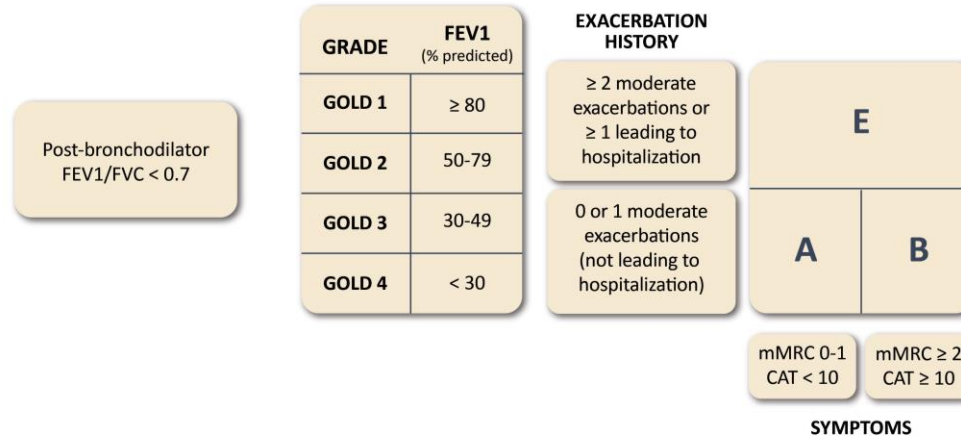 Post-bronchodilator
FEV1/FVC < 0.7
GRADE
FEV1
(% predicted)
GOLD 1
≥ 80
GOLD 2
50-79
GOLD 3
30-49
GOLD 4
< 30
EXACERBATION
HISTORY
≥ 2 moderate
exacerbations or
≥ 1 leading to
hospitalization
0 or 1 moderate
exacerbations
(not leading to
hospitalization)
E
A
B
mMRC 0-1
CAT < 10
mMRC ≥ 2
CAT ≥ 10
SYMPTOMS